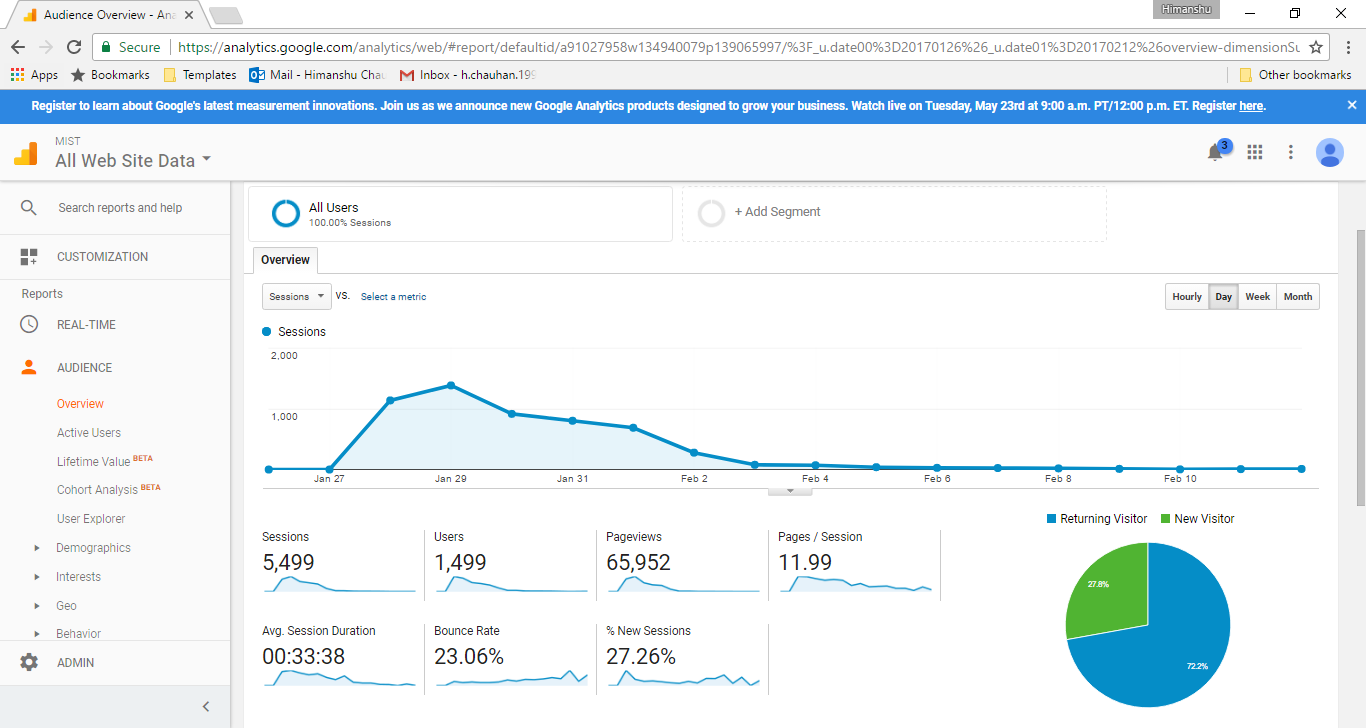 Audience Overview - Ana
Himanshu
Secure
https://analytics.google.com/analytics/web/#report/defaultid/a91027958w134940079p139065997/%3F_u.date00%3D20170126%26_u.date01%3D20170212%26overview-dimensionSu
Apps
Bookmarks
Templates
Mail - Himanshu Chau
Inbox - h.chauhan.199
Other bookmarks
Register to learn about Google's latest measurement innovations. Join us as we announce new Google Analytics products designed to grow your business. Watch live on Tuesday, May 23rd at 9:00 a.m. PT/12:00 p.m. ET. Register here.
MIST
All Web Site Data
3
Search reports and help
CUSTOMIZATION
Reports
REAL-TIME
AUDIENCE
Overview
Active Users
Lifetime Value BETA
Cohort Analysis BETA
User Explorer
Demographics
Interests
Geo
Behavior
ADMIN
All Users
100.00% Sessions
+ Add Segment
Overview
Sessions
VS.
Select a metric
Hourly
Day
Week
Month
Sessions
2,000
1,000
Jan 27
Jan 29
Jan 31
Feb 2
Feb 4
Feb 6
Feb 8
Feb 10
Sessions
5,499
Users
1,499
Pageviews
65,952
Pages / Session
11.99
Avg. Session Duration
00:33:38
Bounce Rate
23.06%
% New Sessions
27.26%
Returning Visitor
New Visitor
27.8%
72.2%